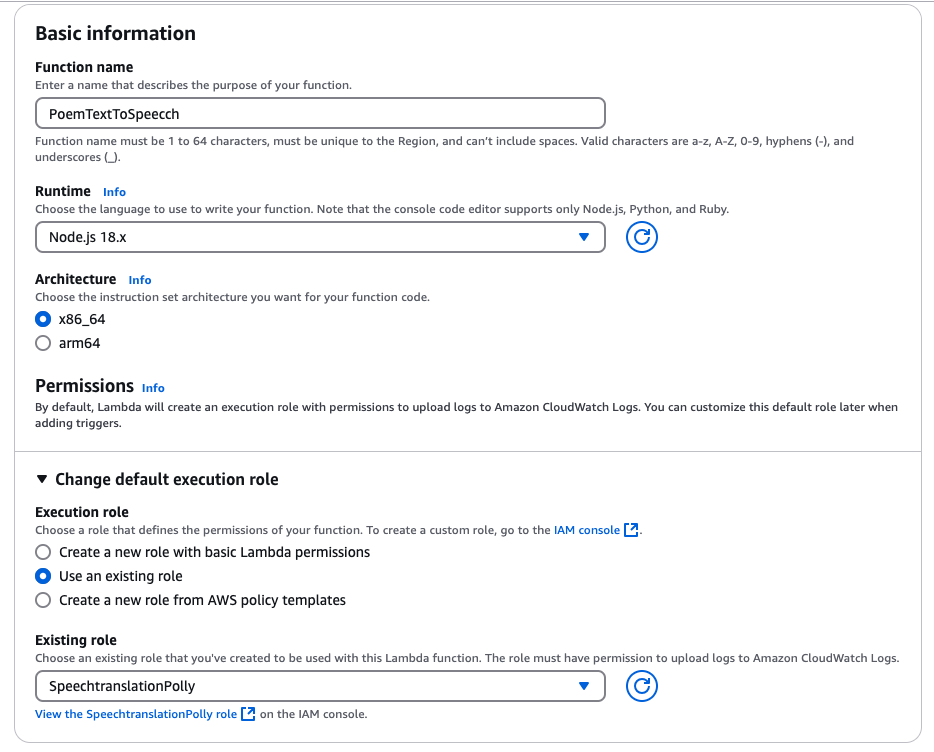 Basic information
Function name
Enter a name that describes the purpose of your function.
PoemTextToSpeecch
Function name must be 1 to 64 characters, must be unique to the Region, and can't include spaces. Valid characters are a-z, A-Z, 0-9, hyphens (-), and
underscores (_).
Runtime Info
Choose the language to use to write your function. Note that the console code editor supports only Node.js, Python, and Ruby.
Node.js 18.x
Architecture Info
Choose the instruction set architecture you want for your function code.
x86_64
arm64
Permissions Info
By default, Lambda will create an execution role with permissions to upload logs to Amazon CloudWatch Logs. You can customize this default role later when
adding triggers.
Change default execution role
Execution role
Choose a role that defines the permissions of your function. To create a custom role, go to the IAM console.
Create a new role with basic Lambda permissions
Use an existing role
Create a new role from AWS policy templates
Existing role
Choose an existing role that you've created to be used with this Lambda function. The role must have permission to upload logs to Amazon CloudWatch Logs.
SpeechtranslationPolly
View the SpeechtranslationPolly role on the IAM console.